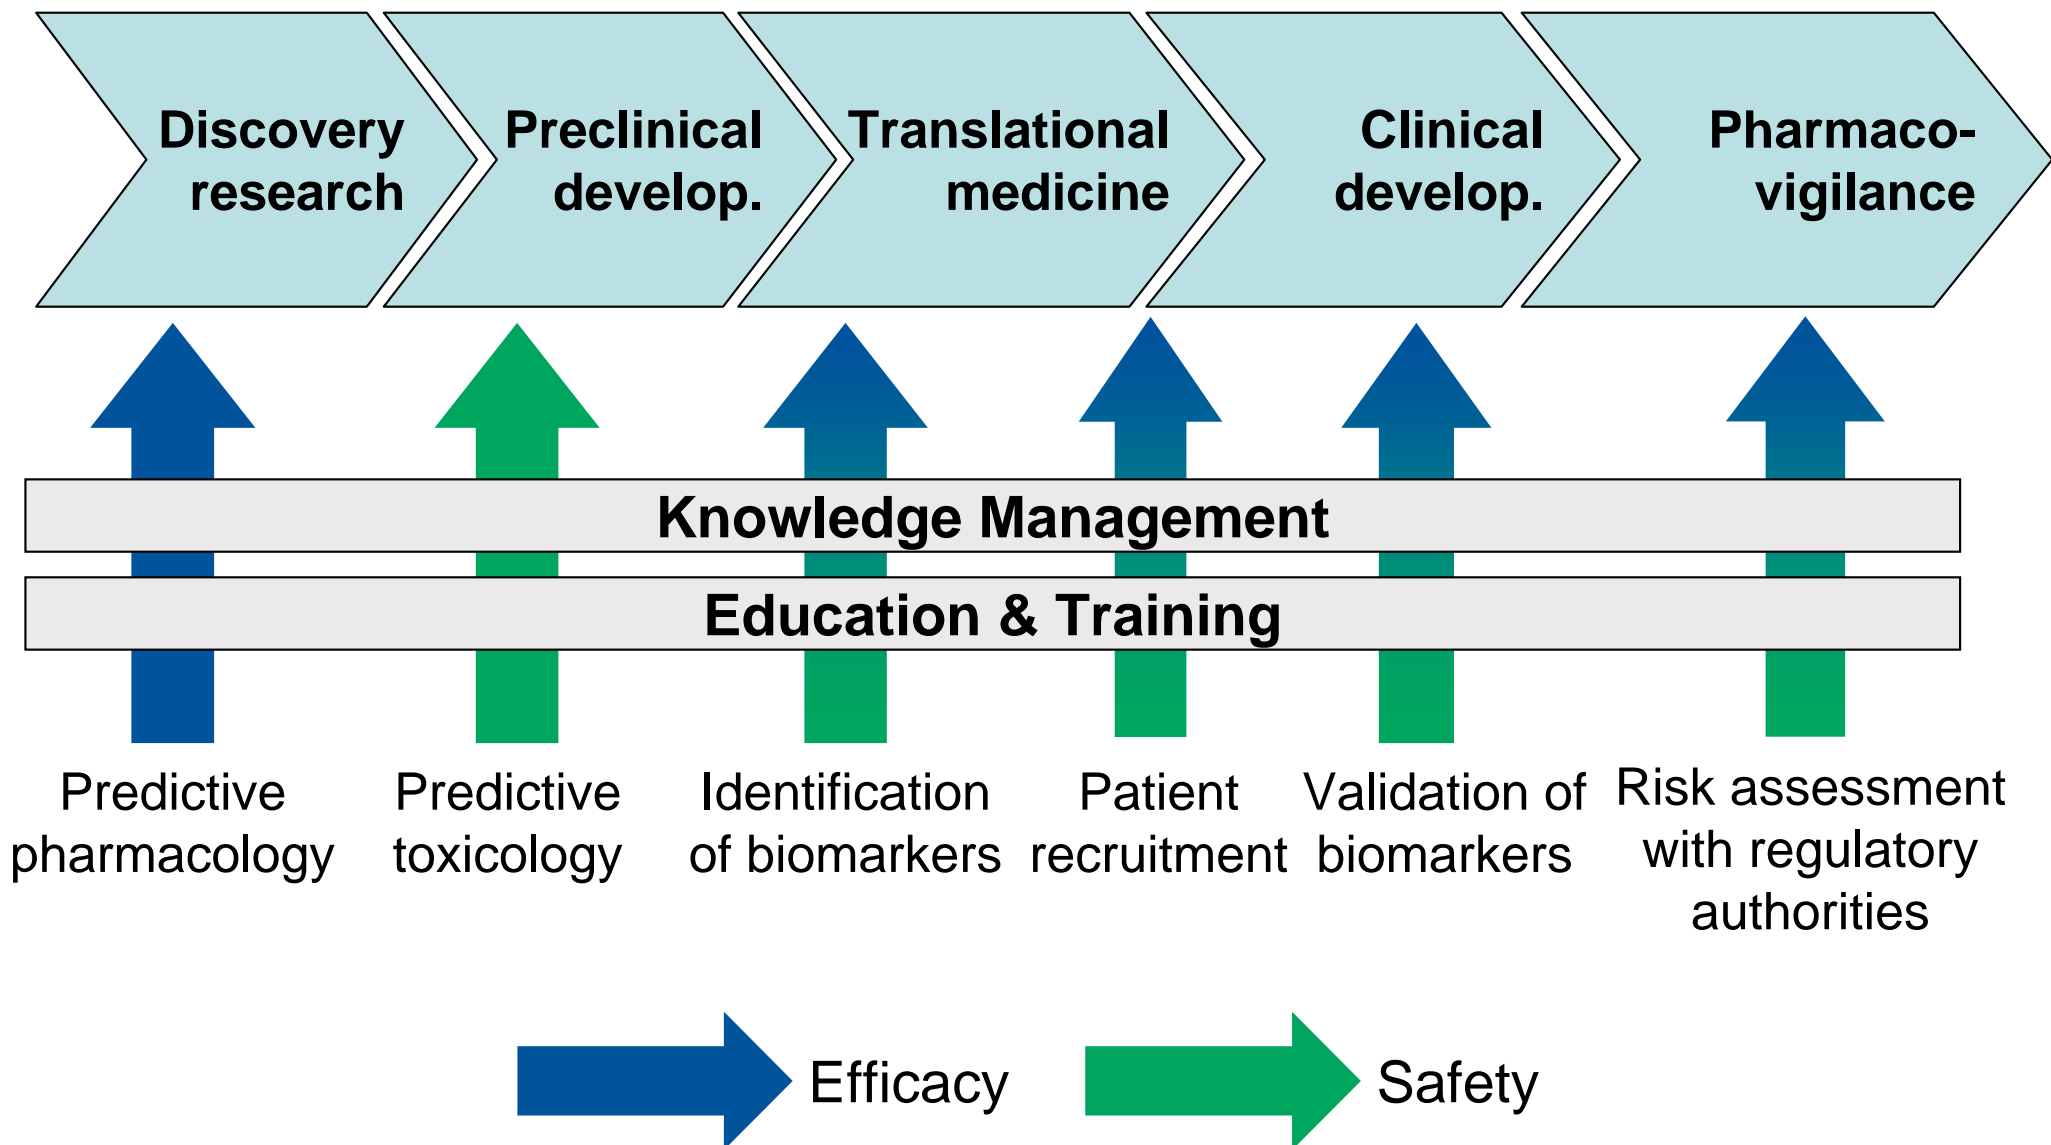 Discovery
research
Preclinical
develop.
Translational
medicine
Clinical
develop.
Pharmaco-
vigilance
Knowledge Management
Education & Training
Predictive
pharmacology
Predictive
toxicology
Identification
of biomarkers
Patient
recruitment
Validation of
biomarkers
Risk assessment
with regulatory
authorities
Efficacy
Safety